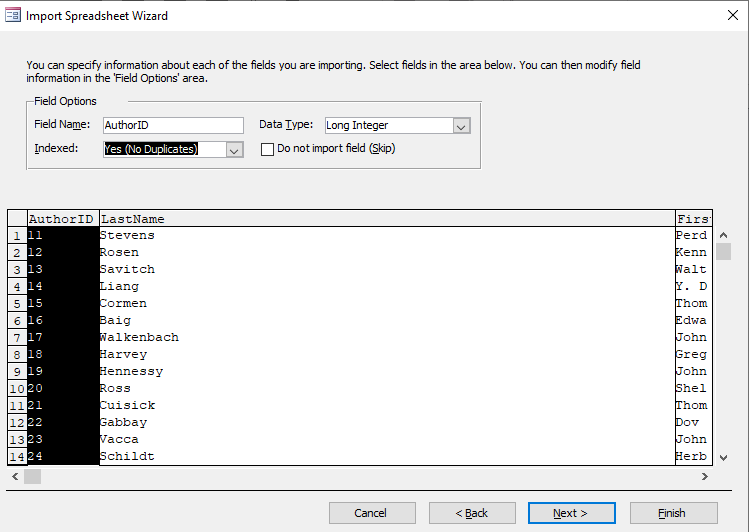 Import Spreadsheet Wizard
You can specify information about each of the fields you are importing. Select fields in the area below. You can then modify field
information in the 'Field Options' area.
Field Options
Field Name: AuthorID Data Type: Long Integer
Indexed: Yes (No Duplicates) Do not import field (Skip)
AuthorID LastName First
1 11 Stevens Perd
2 12 Rosen Kenn
3 13 Savitch Walt
4 14 Liang Y. D
5 15 Cormen Thom
6 16 Baig Edwa
7 17 Walkenbach John
8 18 Harvey Greg
9 19 Hennessy John
10 20 Ross Shel
11 21 Cuisick Thom
12 22 Gabbay Dov
13 23 Vacca John
14 24 Schildt Herb
Cancel < Back Next > Finish